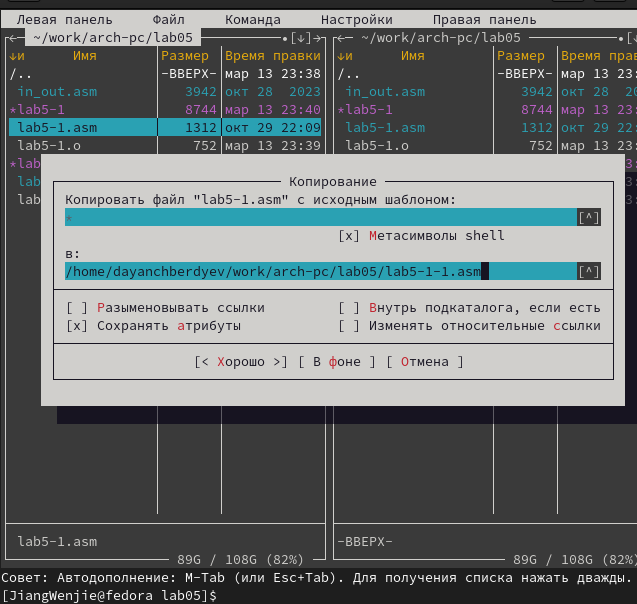 Левая панель Файл Команда Настройки Правая панель
~/work/arch-pc/lab05 •[↓]→ ← ~/work/arch-pc/lab05 •[↓
↓и Имя Размер Время правки ↓и Имя Размер Время прав
/.. -ВВЕРХ- мар 13 23:38 /.. -ВВЕРХ- мар 13 23:
in_out.asm 3942 окт 28 2023 in_out.asm 3942 окт 28 20
*lab5-1 8744 мар 13 23:40 *lab5-1 8744 мар 13 23:
lab5-1.asm 1312 окт 29 22:09 lab5-1.asm 1312 окт 29 22:
lab5-1.o 752 мар 13 23:39 lab5-1.o 752 мар 13 23:
*lab 3:
Копирование
lab 3:
Копировать файл "lab5-1.asm" с исходным шаблоном:
lab 3:
* [^]
[x] Метасимволы shell
в:
/home/dayanchberdyev/work/arch-pc/lab05/lab5-1-1.asm [^]
[ ] Разыменовывать ссылки [ ] Внутрь подкаталога, если есть
[x] Сохранять атрибуты [ ] Изменять относительные ссылки
[< Хорошо >] [ В фоне ] [ Отмена ]
lab5-1.asm -ВВЕРХ-
89G / 108G (82%) 89G / 108G (82%)
Совет: Автодополнение: M-Tab (или Esc+Tab). Для получения списка нажать дважды.
[JiangWenjie@fedora lab05]$